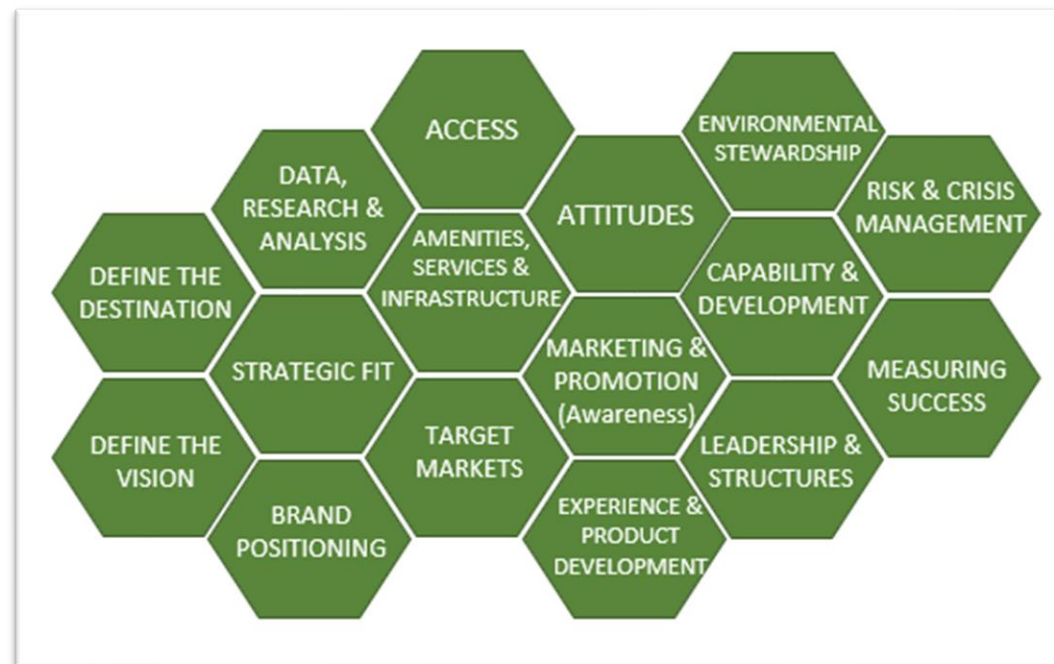 DEFINE THE
DESTINATION
DEFINE THE
VISION
DATA,
RESEARCH &
ANALYSIS
STRATEGIC FIT
BRAND
POSITIONING
ACCESS
AMENITIES,
SERVICES &
INFRASTRUCTURE
TARGET
MARKETS
ATTITUDES
MARKETING &
PROMOTION
(Awareness)
EXPERIENCE &
PRODUCT
DEVELOPMENT
ENVIRONMENTAL
STEWARDSHIP
CAPABILITY &
DEVELOPMENT
LEADERSHIP &
STRUCTURES
RISK & CRISIS
MANAGEMENT
MEASURING
SUCCESS